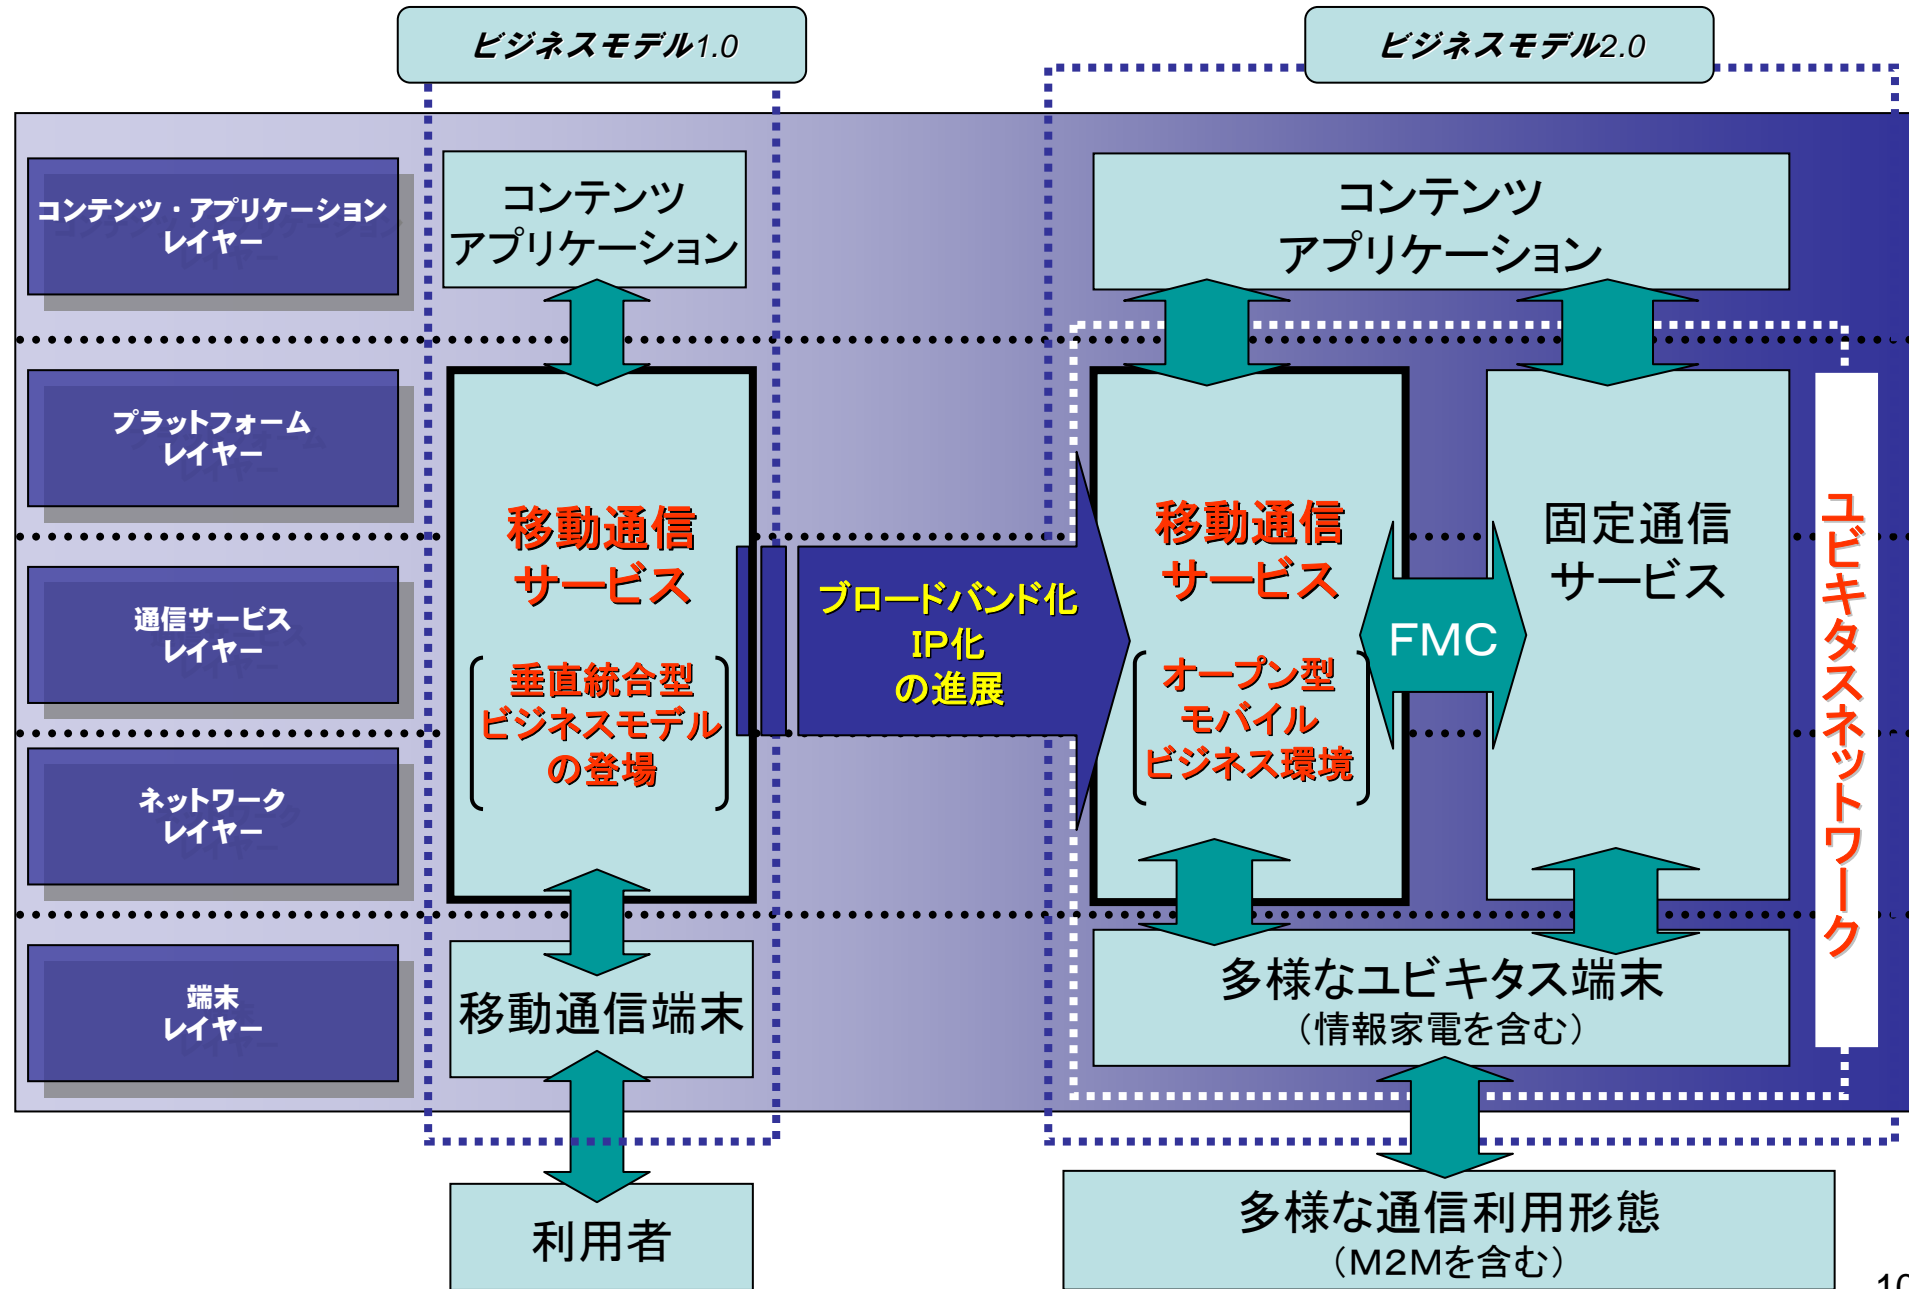 ビジネスモデル1.0
ビジネスモデル2.0
コンテンツ・アプリケーション
レイヤー
プラットフォーム
レイヤー
通信サービス
レイヤー
ネットワーク
レイヤー
端末
レイヤー
コンテンツ
アプリケーション
移動通信
サービス
垂直統合型
ビジネスモデル
の登場
移動通信端末
利用者
ブロードバンド化
IP化
の進展
コンテンツ
アプリケーション
移動通信
サービス
オープン型
モバイル
ビジネス環境
FMC
固定通信
サービス
ユビキタスネットワーク
多様なユビキタス端末
（情報家電を含む）
多様な通信利用形態
（M2Mを含む）
10